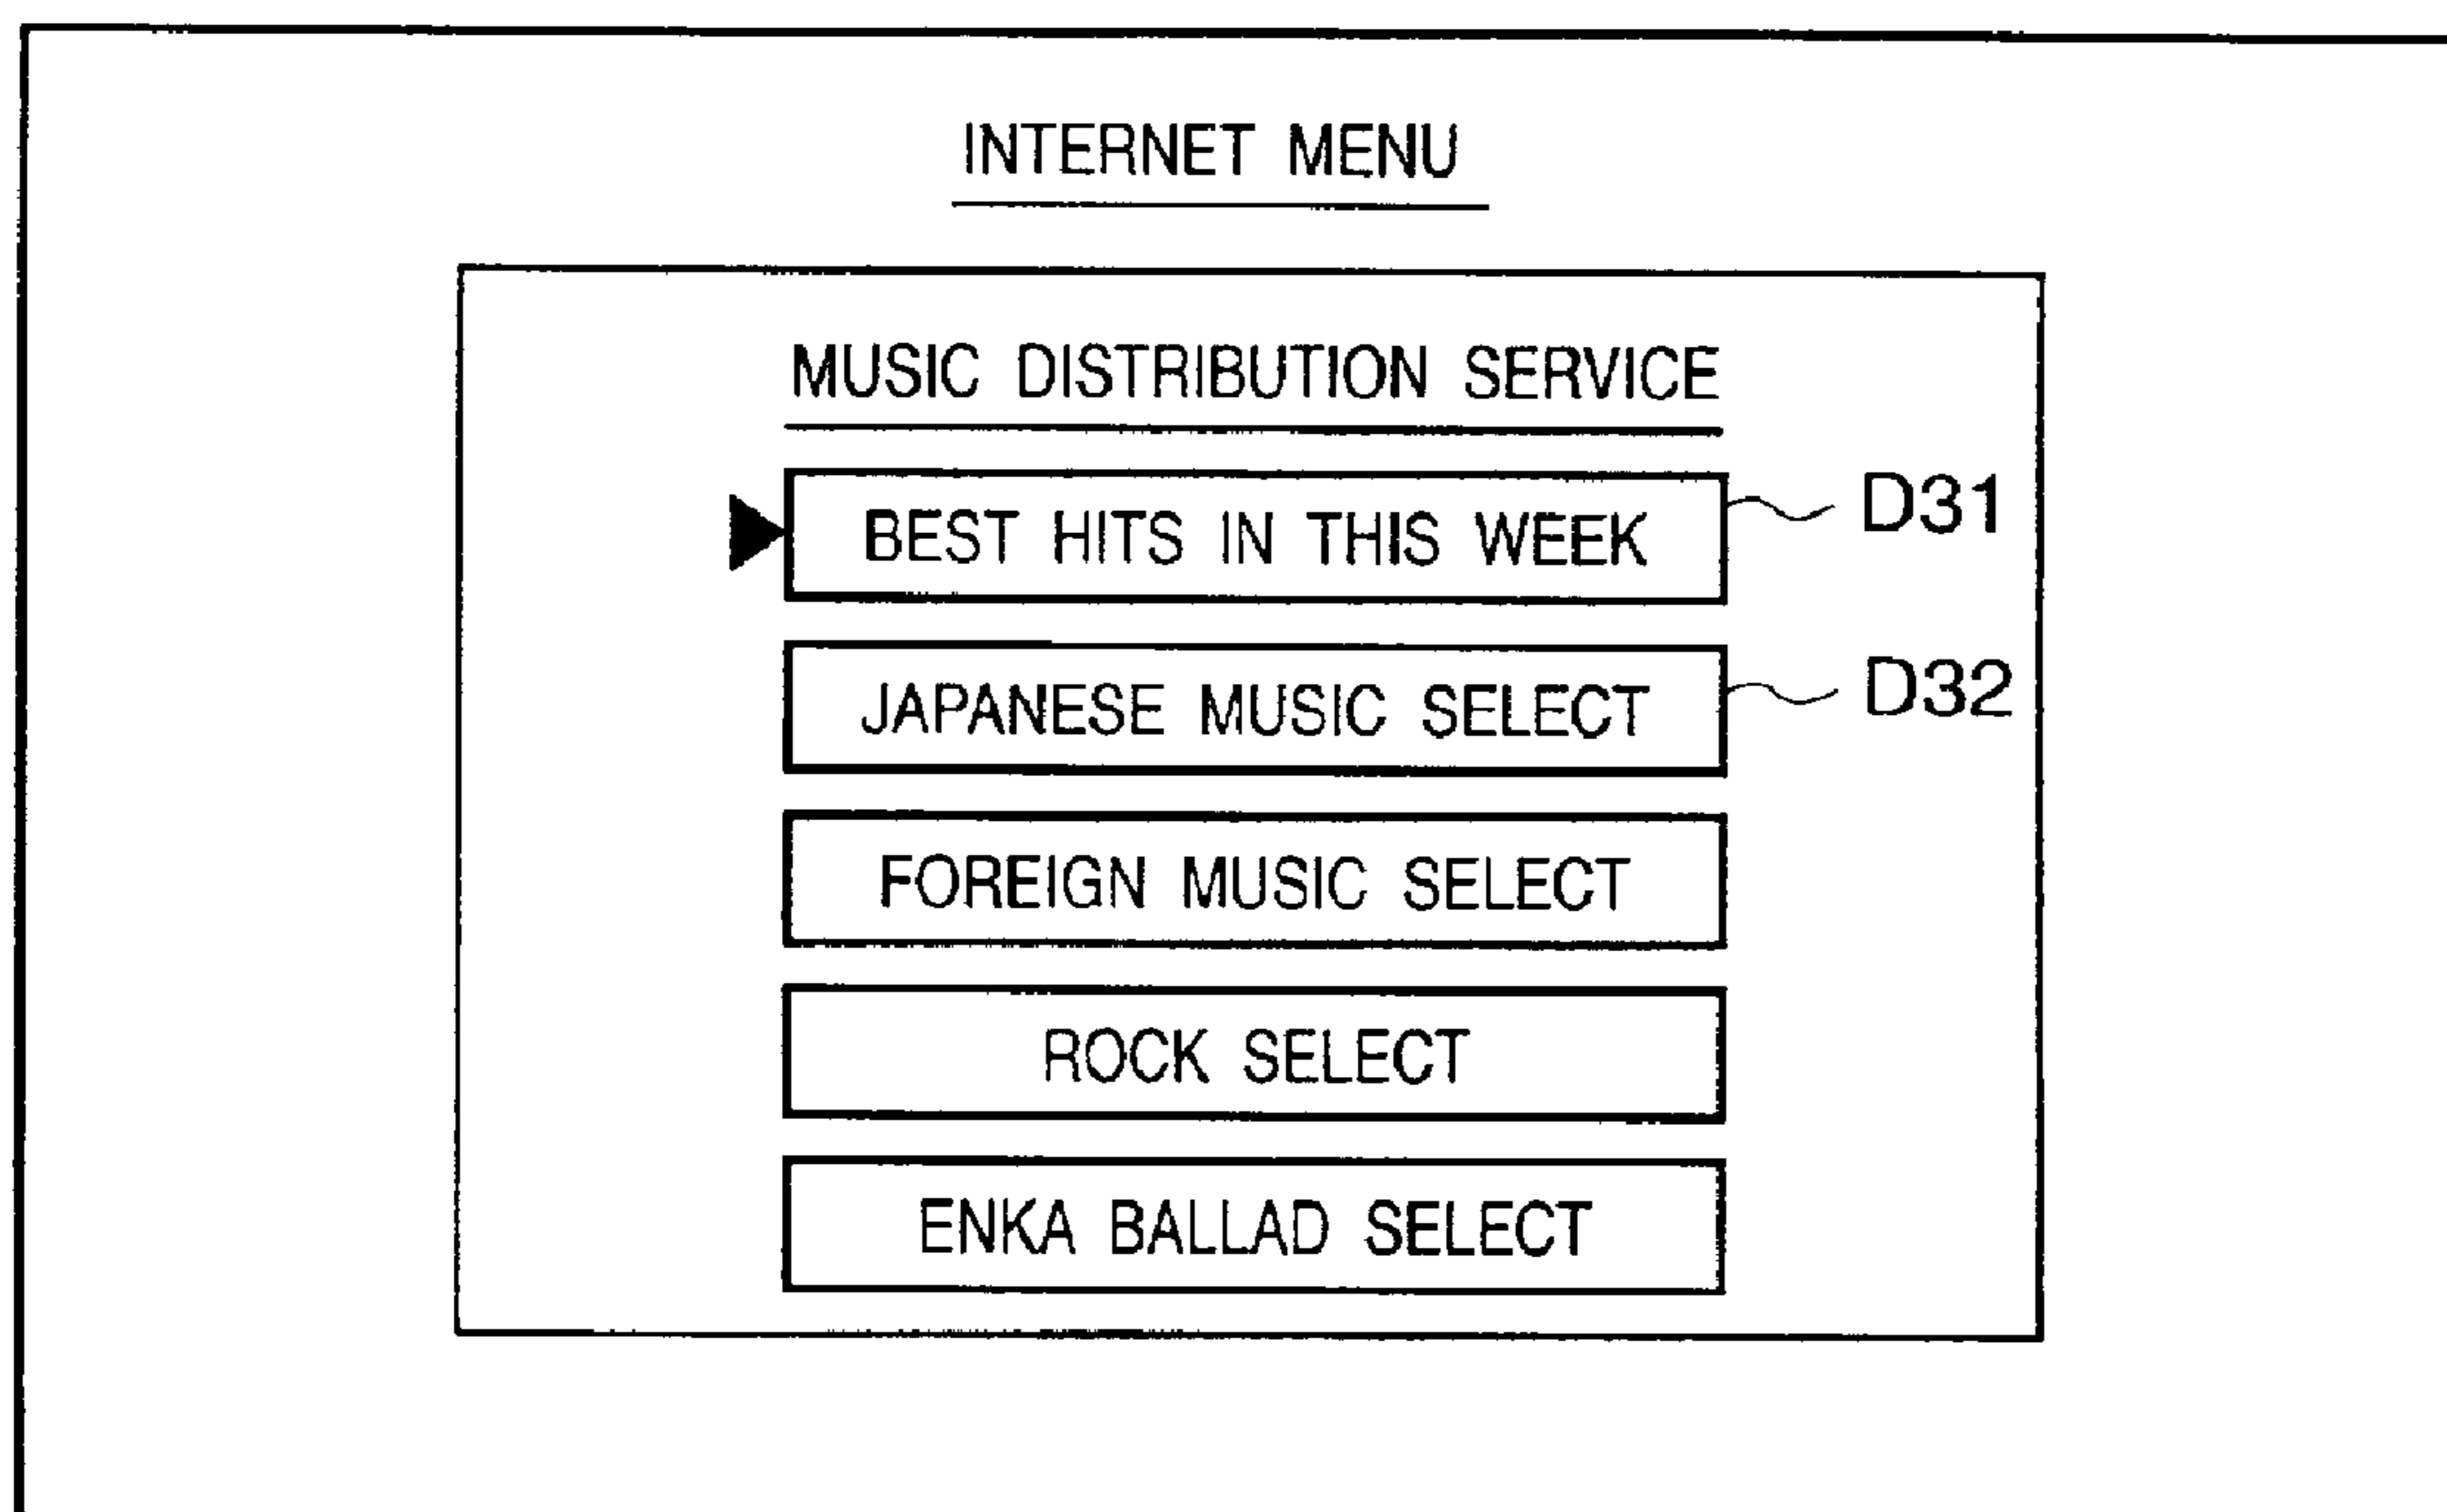 INTERNET MENU
MUSIC DISTRIBUTION SERVICE
BEST HITS IN THIS WEEK D31
JAPANESE MUSIC SELECT D32
FOREIGN MUSIC SELECT
ROCK SELECT
ENKA BALLAD SELECT